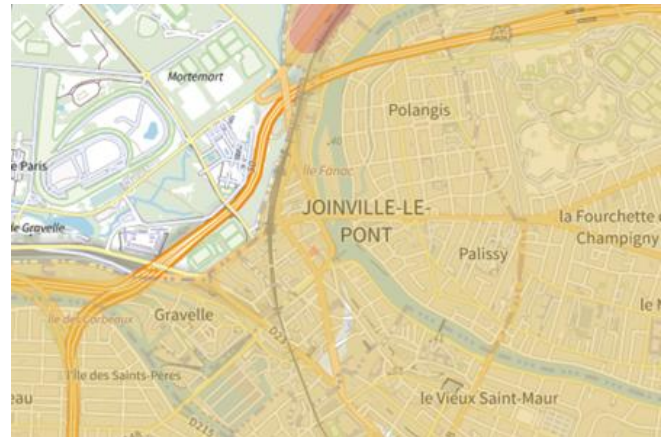 Mortemart
Polangis
e Paris
Île Fanac
JOINVILLE-LE-
PONT
la Fourchette d
Champigny
de Gravelle
Palissy
Île des Corbeaux
Gravelle
le
l'Île des Saints-Pères
eau
le Vieux Saint-Maur
D215